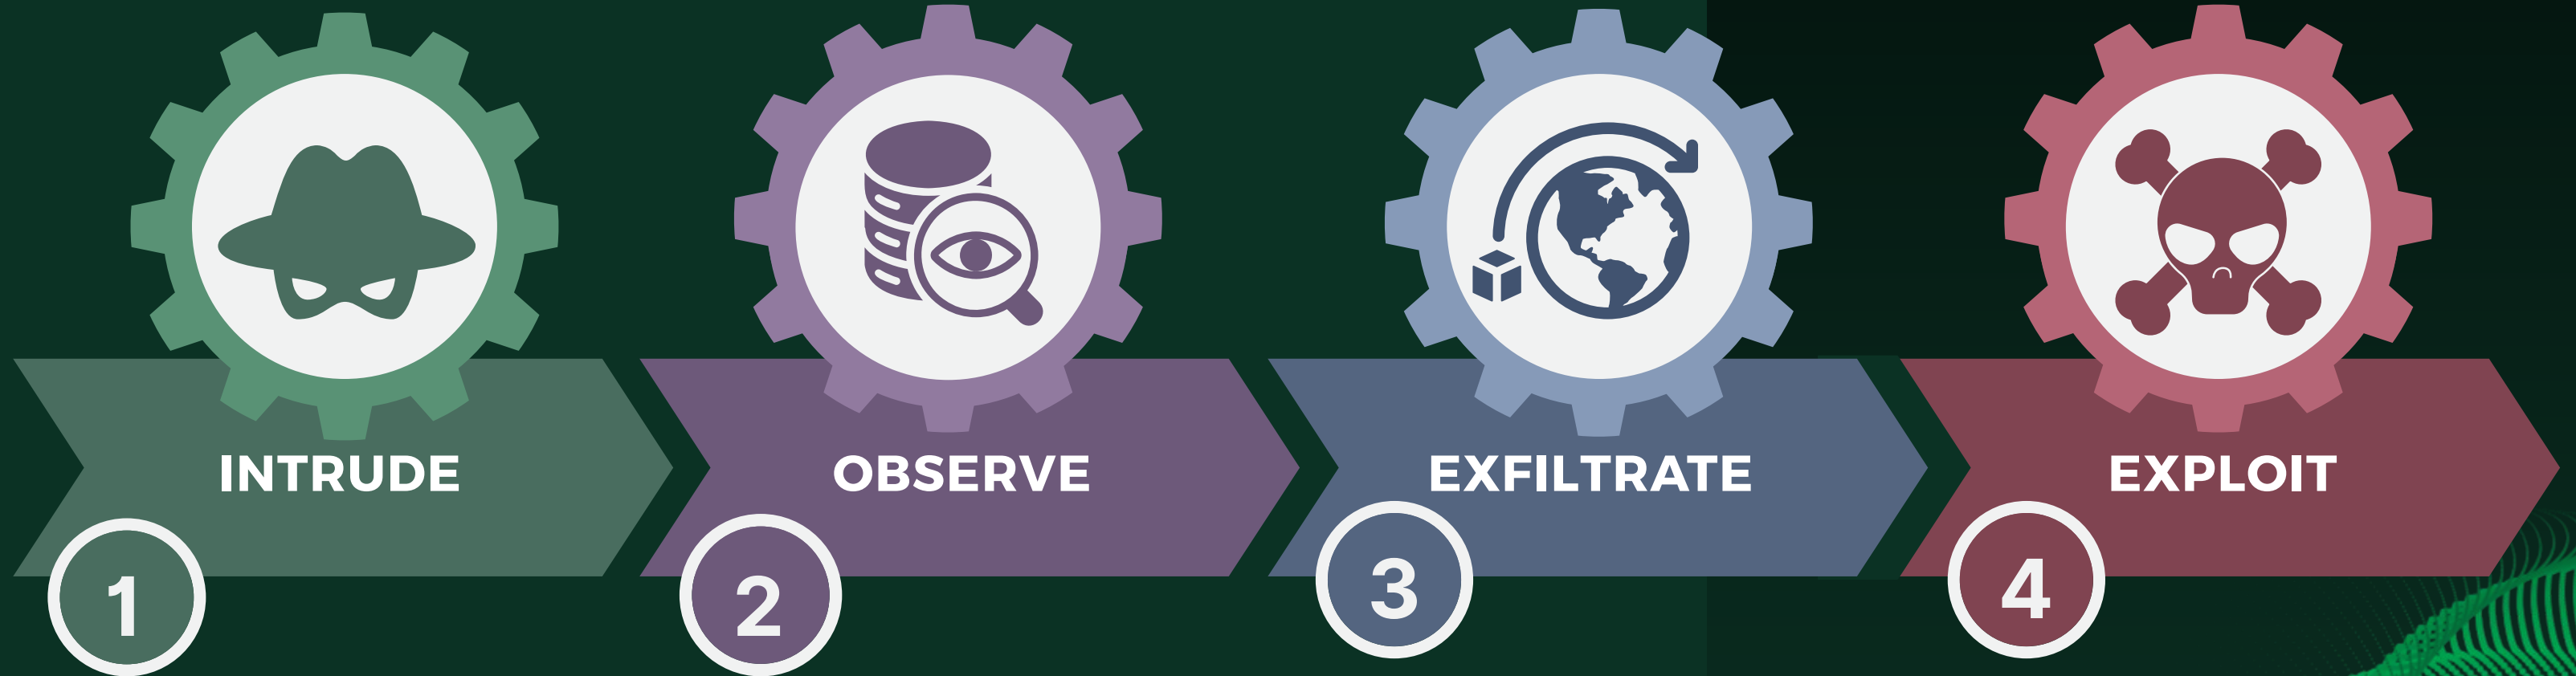 INTRUDE
1
OBSERVE
2
EXFILTRATE
3
EXPLOIT
4